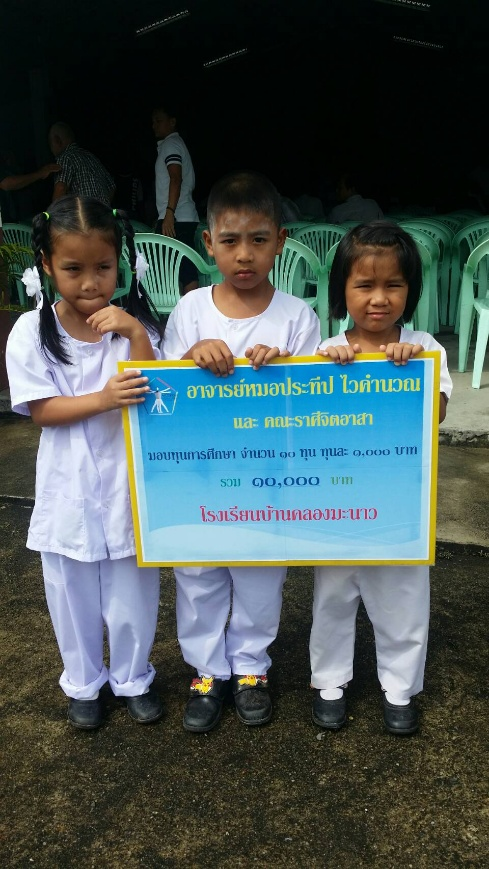 อาจารย์หมอประทีป ไวคำนวณ
และ คณะราศีจิตอาสา
มอบทุนการศึกษา จำนวน ๑๐ ทุน ทุนละ ๑,๐๐๐ บาท
รวม ๑๐,๐๐๐ บาท
โรงเรียนบ้านคลองมะนาว